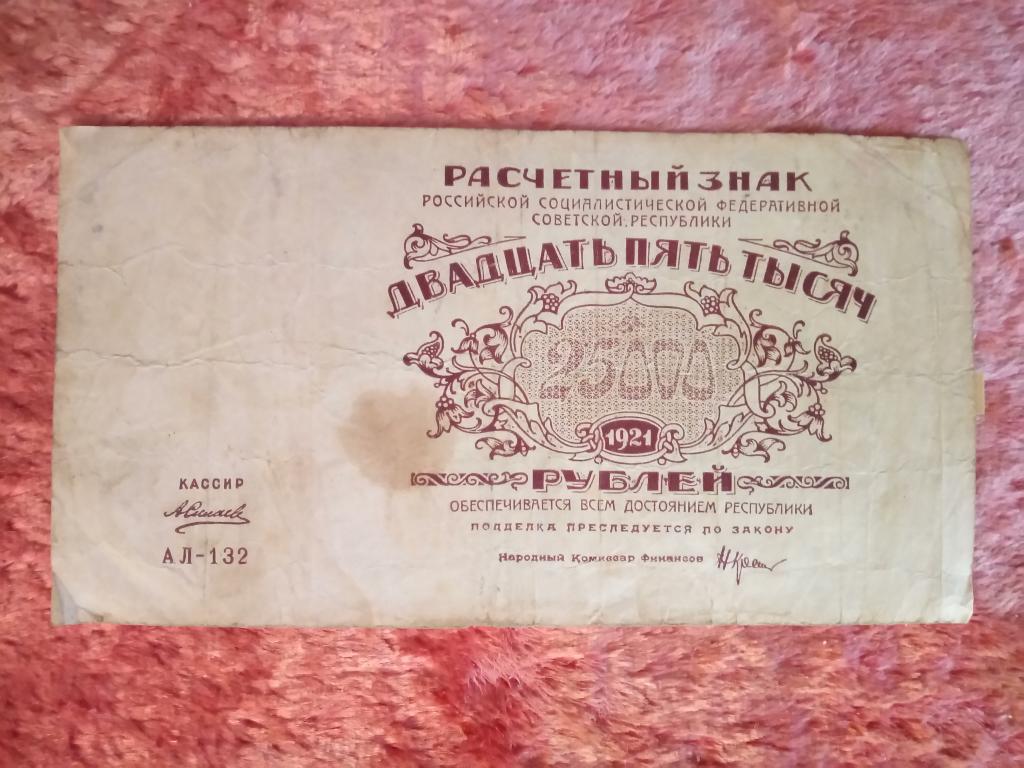 РАСЧЕТНЫЙ ЗНАК
РОССИЙСКОЙ СОЦИАЛИСТИЧЕСКОЙ ФЕДЕРАТИВНОЙ
СОВЕТСКОЙ РЕСПУБЛИКИ
ДВАДЦАТЬ ПЯТЬ ТЫСЯЧ
25000
1921
РУБЛЕЙ
ОБЕСПЕЧИВАЕТСЯ ВСЕМ ДОСТОЯНИЕМ РЕСПУБЛИКИ
ПОДДЕЛКА ПРЕСЛЕДУЕТСЯ ПО ЗАКОНУ
Народный Комиссар Финансов
КАССИР
АЛ-132